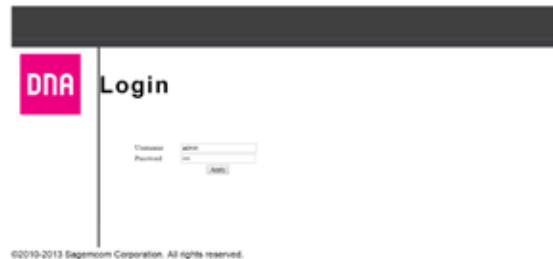 DNA
Login
Username admin
Password
Apply
©2010-2013 Sagemcom Corporation. All rights reserved.